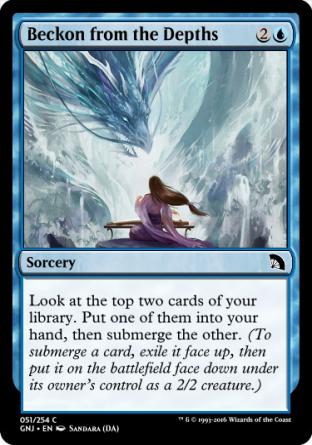 Beckon from the Depths 2
Sorcery
Look at the top two cards of your
library. Put one of them into your
hand, then submerge the other. (To
submerge a card, exile it face up, then
put it on the battlefield face down under
its owner's control as a 2/2 creature.)
051/254 C
GNJ • EN SANDARA (DA)
™ & © 1993-2016 Wizards of the Coast